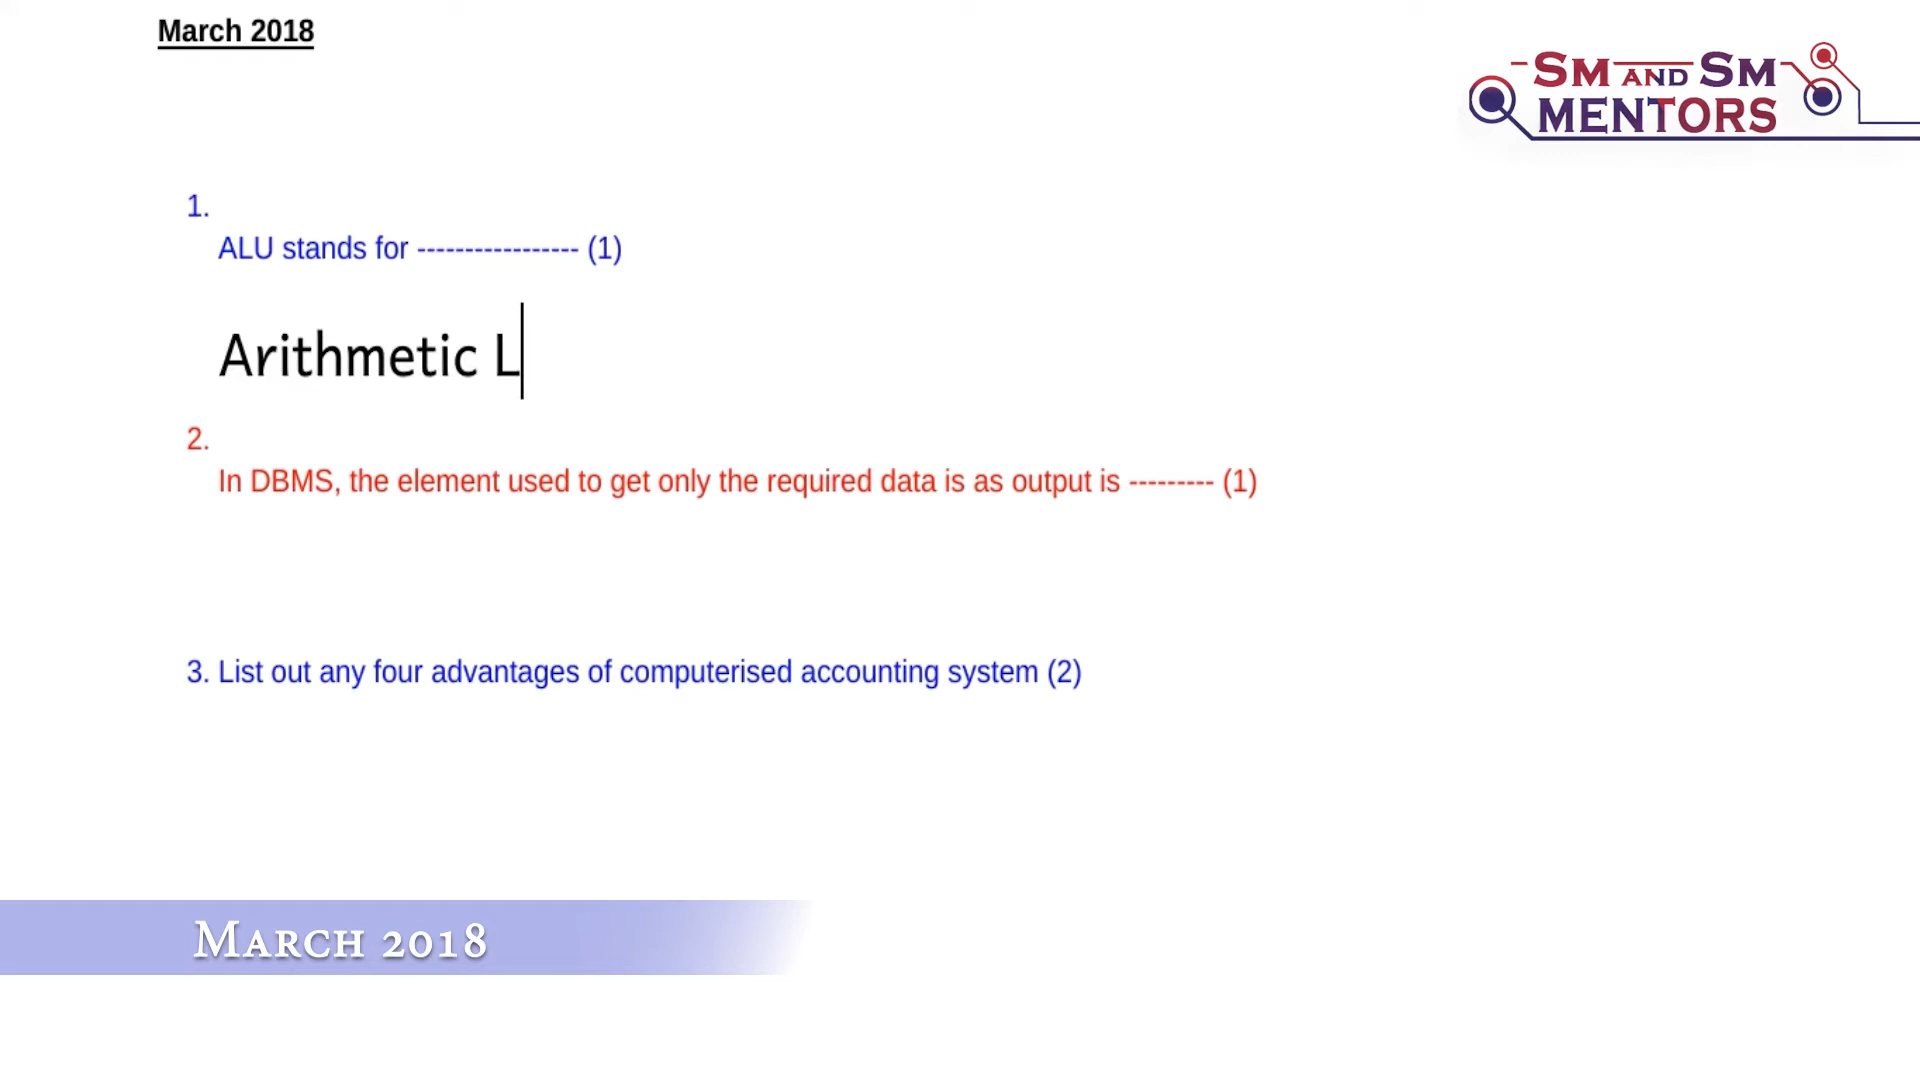 March 2018
SM AND SM
MENTORS
1.
ALU stands for ----------------- (1)
Arithmetic L
2.
In DBMS, the element used to get only the required data is as output is --------- (1)
3. List out any four advantages of computerised accounting system (2)
March 2018